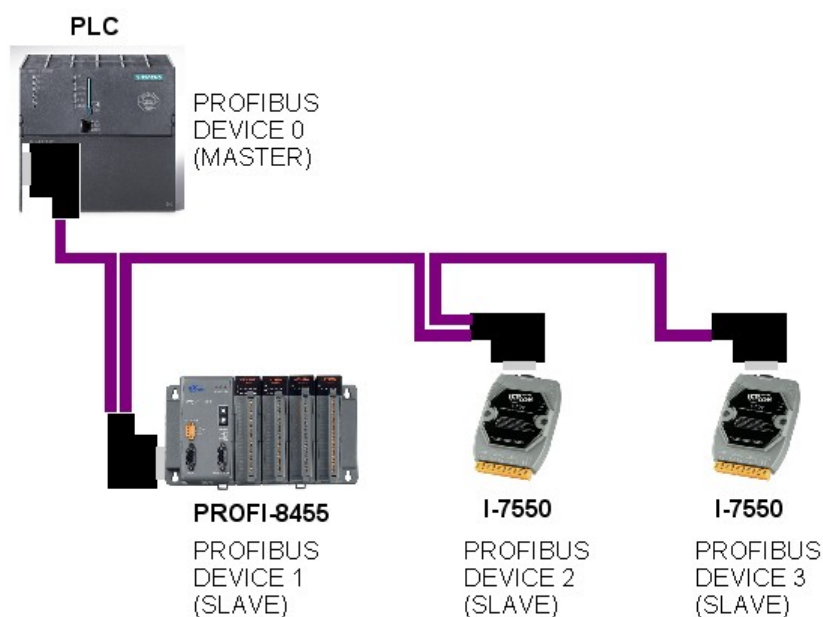 PLC
SIEMENS
PROFIBUS
DEVICE 0
(MASTER)
PROFI-8455
PROFIBUS
DEVICE 1
(SLAVE)
I-7550
PROFIBUS
DEVICE 2
(SLAVE)
I-7550
PROFIBUS
DEVICE 3
(SLAVE)